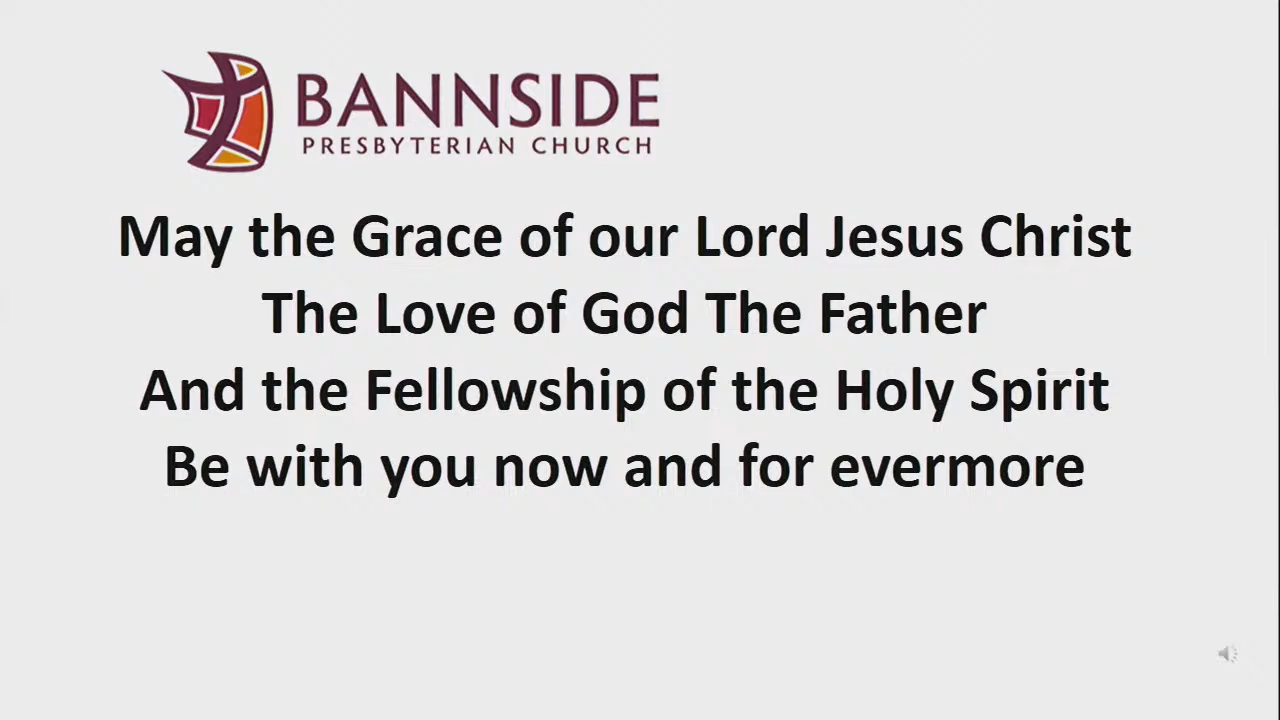 BANNSIDE
PRESBYTERIAN CHURCH
May the Grace of our Lord Jesus Christ
The Love of God The Father
And the Fellowship of the Holy Spirit
Be with you now and for evermore